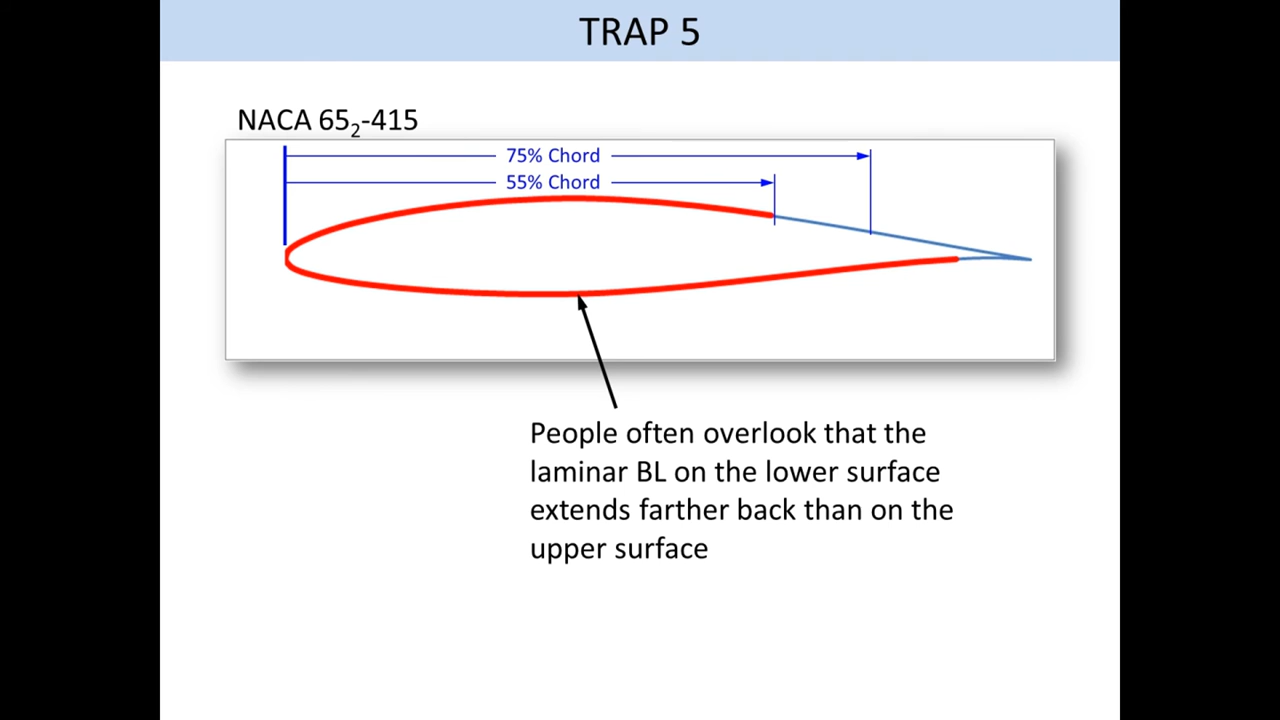 TRAP 5
NACA 65₂-415
75% Chord
55% Chord
People often overlook that the
laminar BL on the lower surface
extends farther back than on the
upper surface